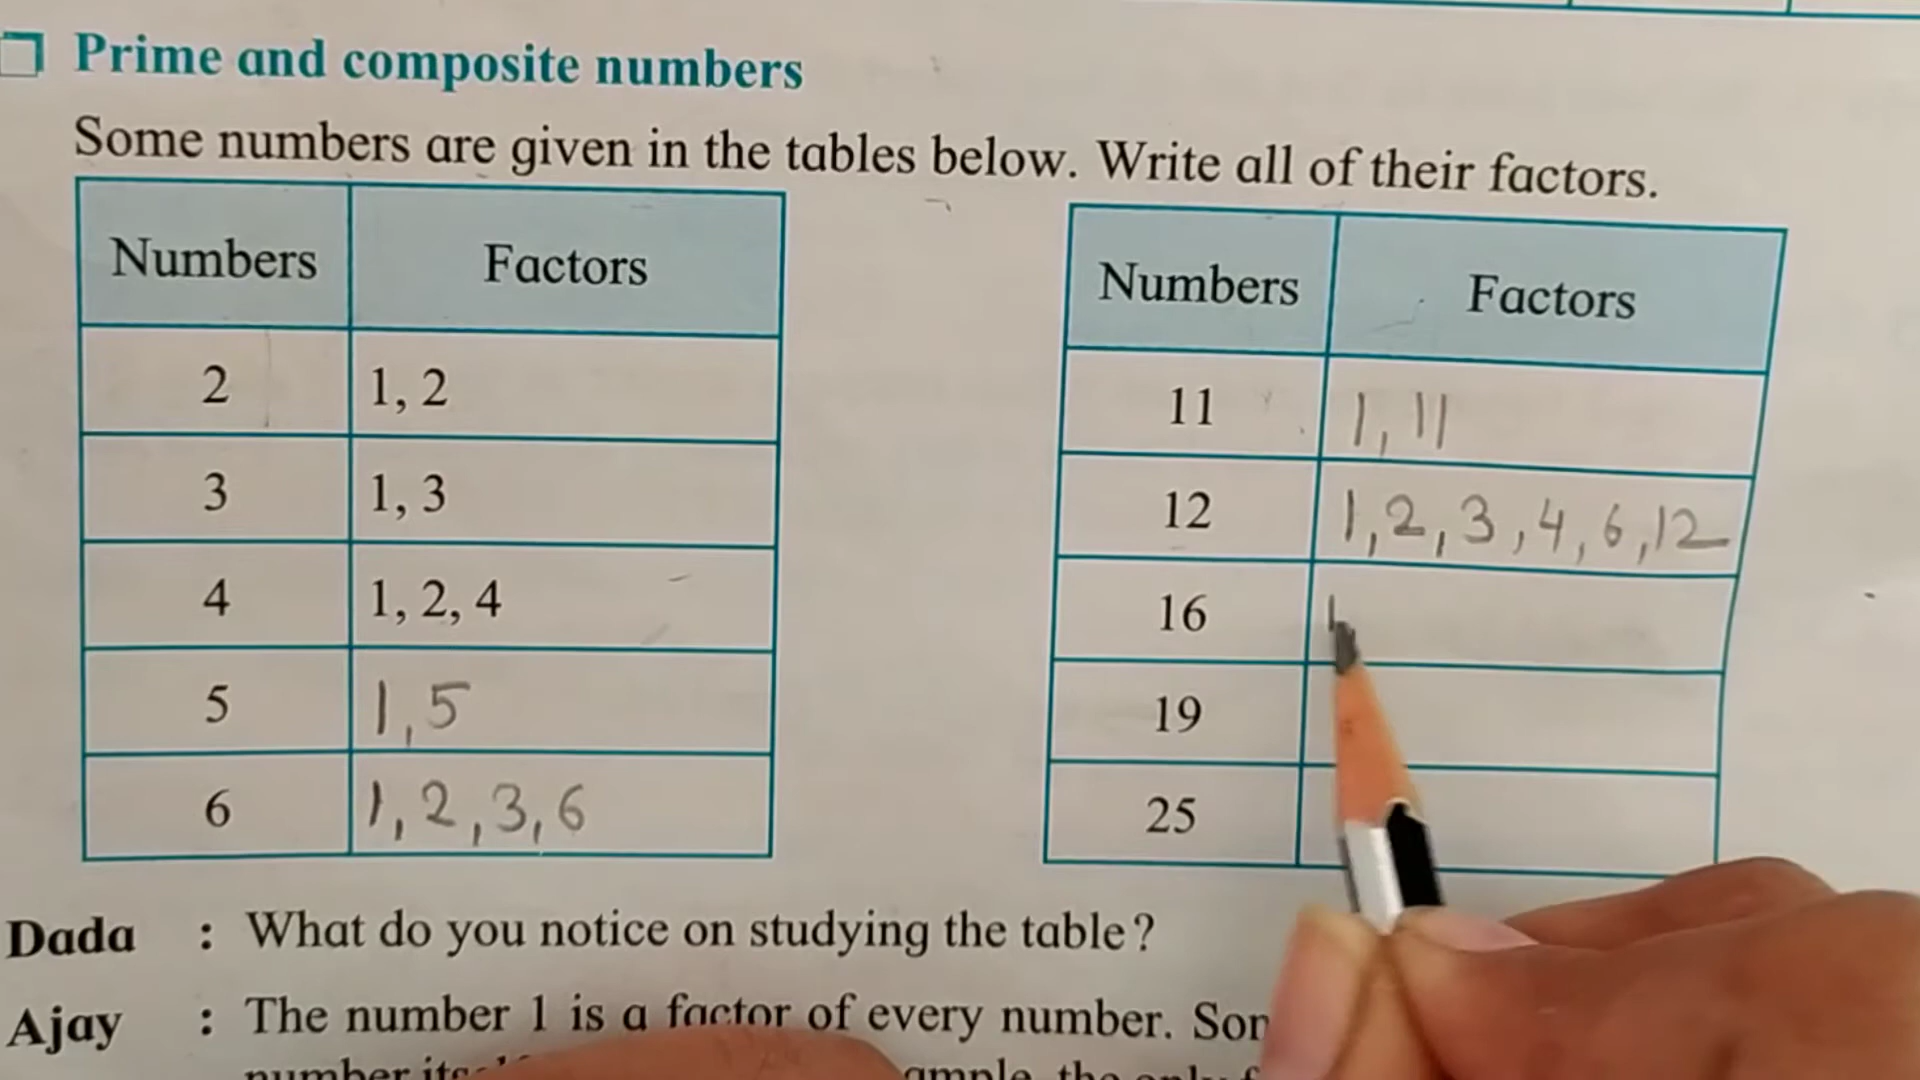 Prime and composite numbers
Some numbers are given in the tables below. Write all of their factors.
Numbers Factors
2 1, 2
3 1, 3
4 1, 2, 4
5 1, 5
6 1, 2, 3, 6
Numbers Factors
11 1, 11
12 1, 2, 3, 4, 6, 12
16 1
19
25
Dada : What do you notice on studying the table?
Ajay : The number 1 is a factor of every number.
number the only